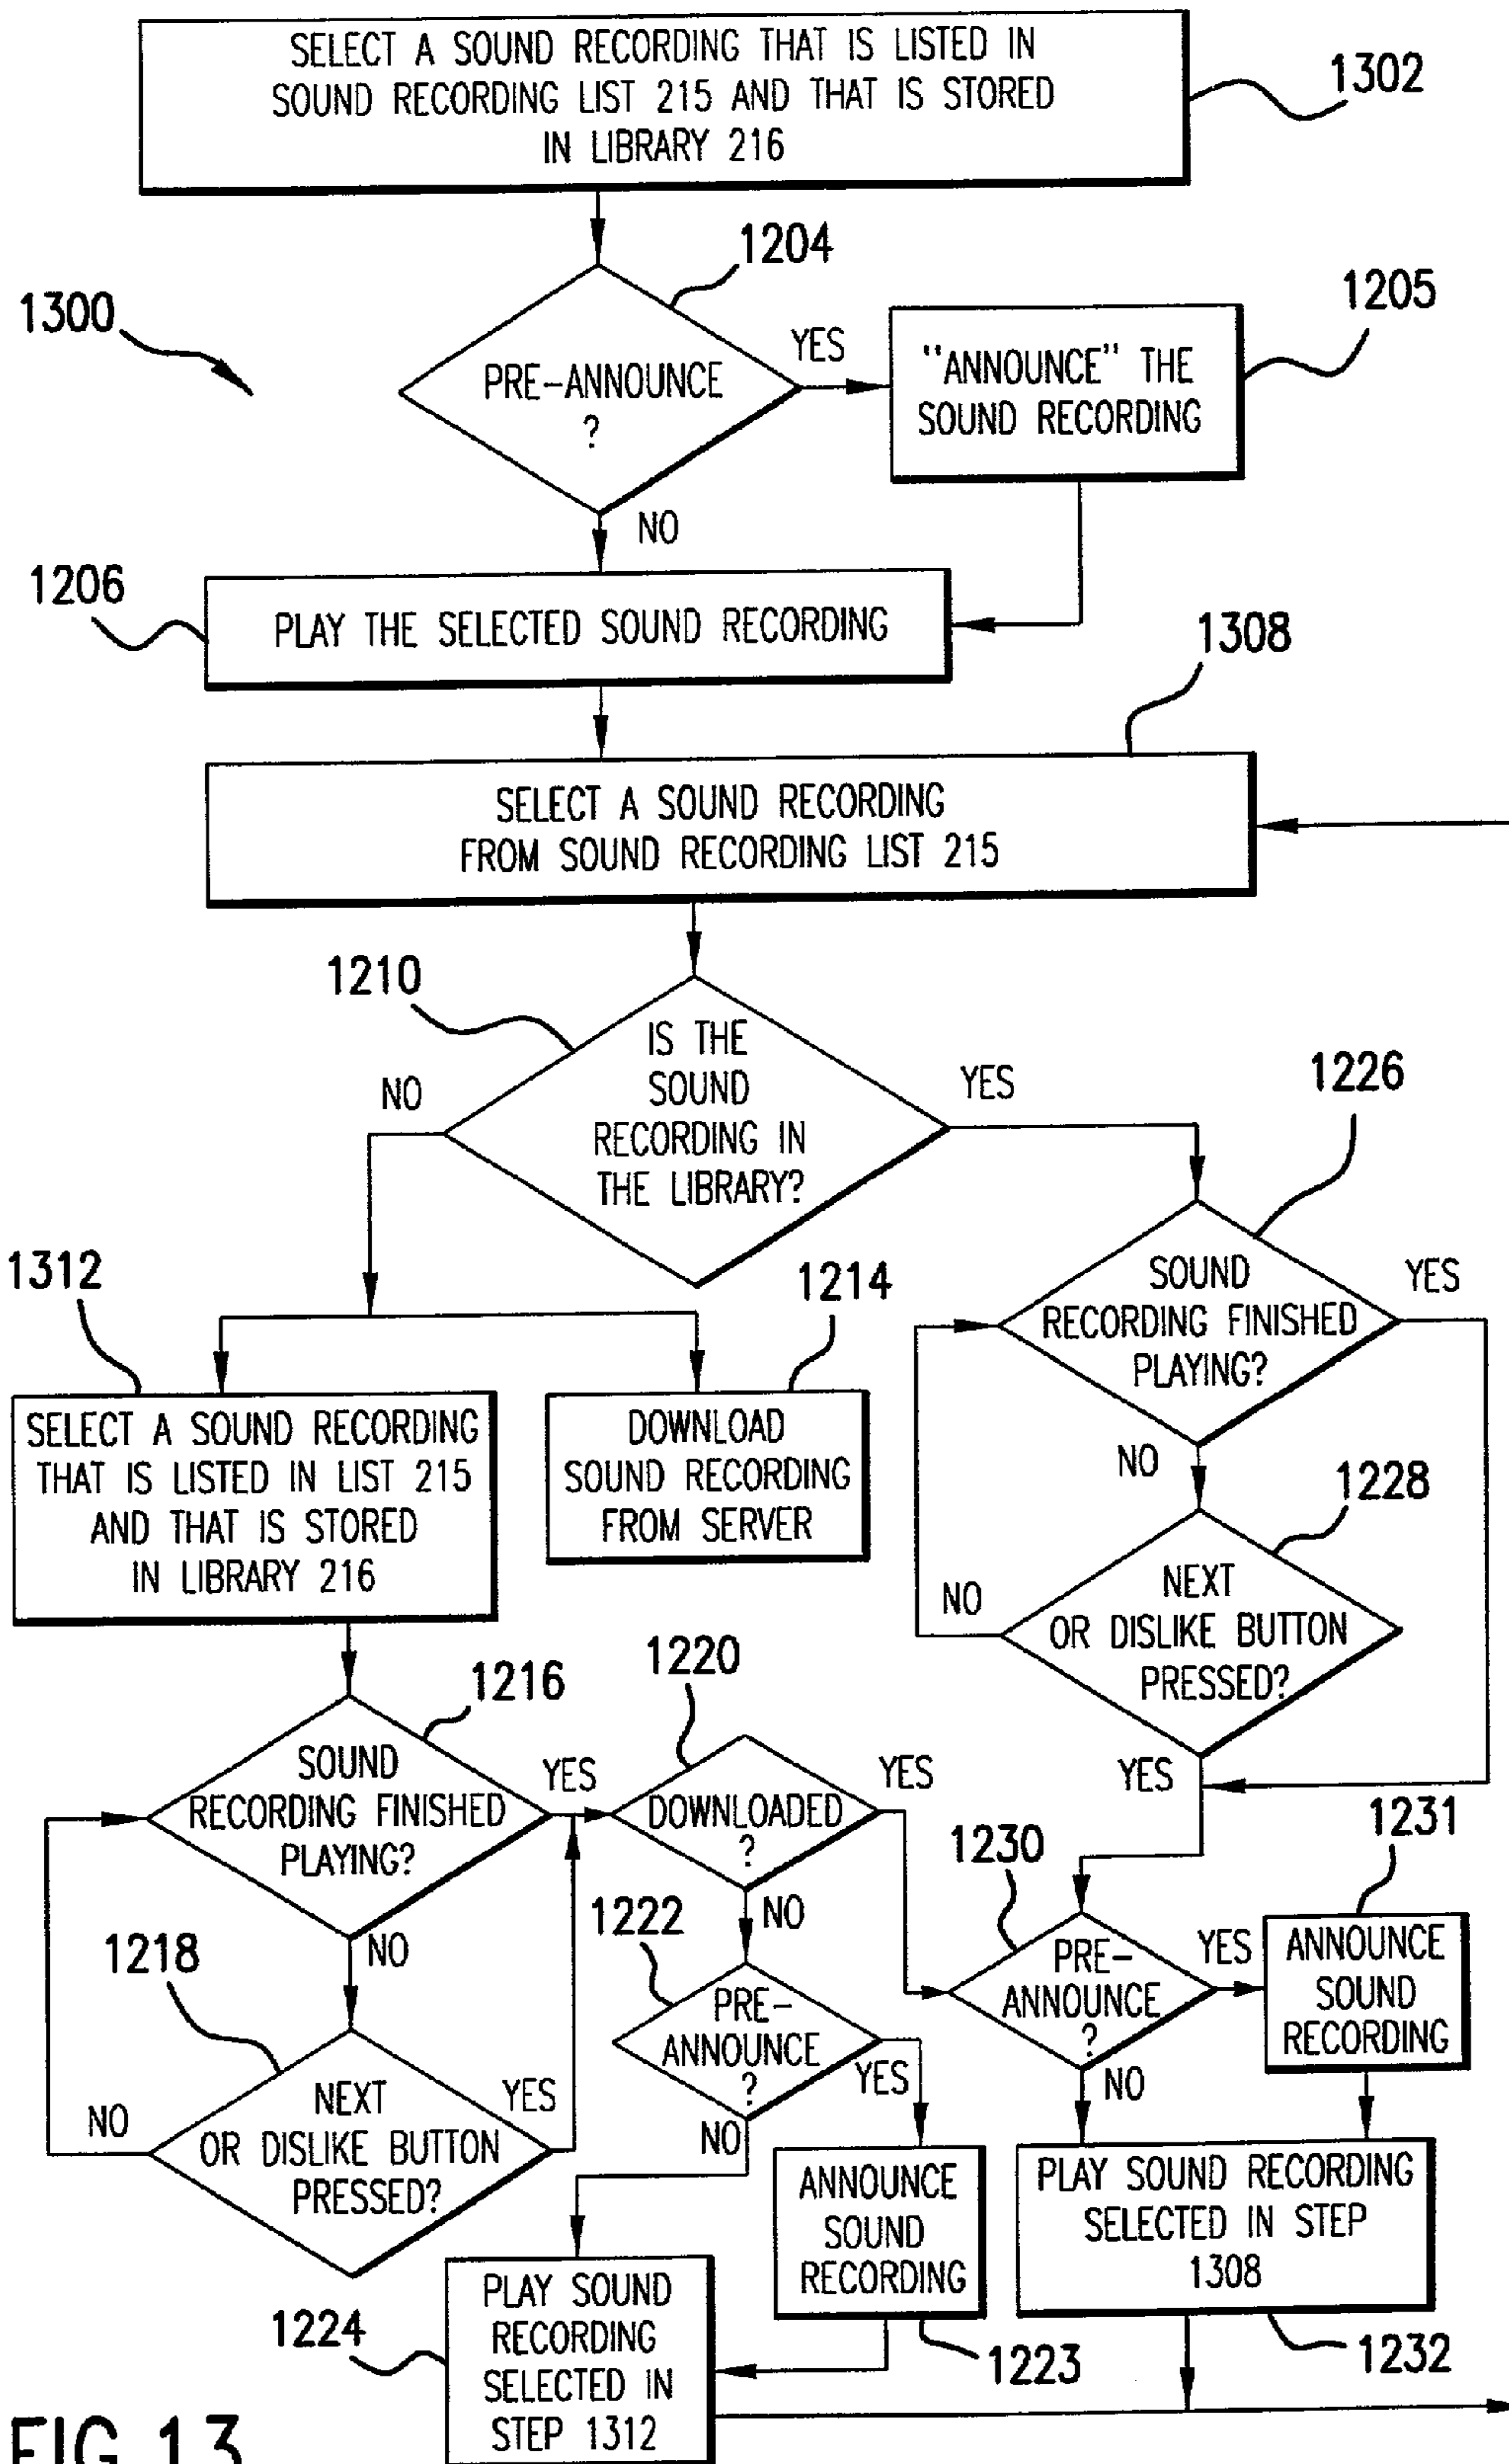 SELECT A SOUND RECORDING THAT IS LISTED IN
SOUND RECORDING LIST 215 AND THAT IS STORED
IN LIBRARY 216
1302
1204
1300
PRE-ANNOUNCE
?
YES
"ANNOUNCE" THE
SOUND RECORDING
1205
NO
1206
PLAY THE SELECTED SOUND RECORDING
1308
SELECT A SOUND RECORDING
FROM SOUND RECORDING LIST 215
1210
IS THE
SOUND
RECORDING IN
THE LIBRARY?
NO
YES
1226
SOUND
RECORDING FINISHED
PLAYING?
YES
NO
1228
NEXT
OR DISLIKE BUTTON
PRESSED?
NO
YES
1312
SELECT A SOUND RECORDING
THAT IS LISTED IN LIST 215
AND THAT IS STORED
IN LIBRARY 216
1214
DOWNLOAD
SOUND RECORDING
FROM SERVER
1216
SOUND
RECORDING FINISHED
PLAYING?
YES
NO
1218
NEXT
OR DISLIKE BUTTON
PRESSED?
NO
YES
1220
DOWNLOADED
?
YES
NO
1222
PRE-
ANNOUNCE
?
YES
NO
ANNOUNCE
SOUND
RECORDING
1223
1224
PLAY SOUND
RECORDING
SELECTED IN
STEP 1312
1230
PRE-
ANNOUNCE
?
YES
NO
1231
ANNOUNCE
SOUND
RECORDING
PLAY SOUND RECORDING
SELECTED IN STEP
1308
1232
FIG.13